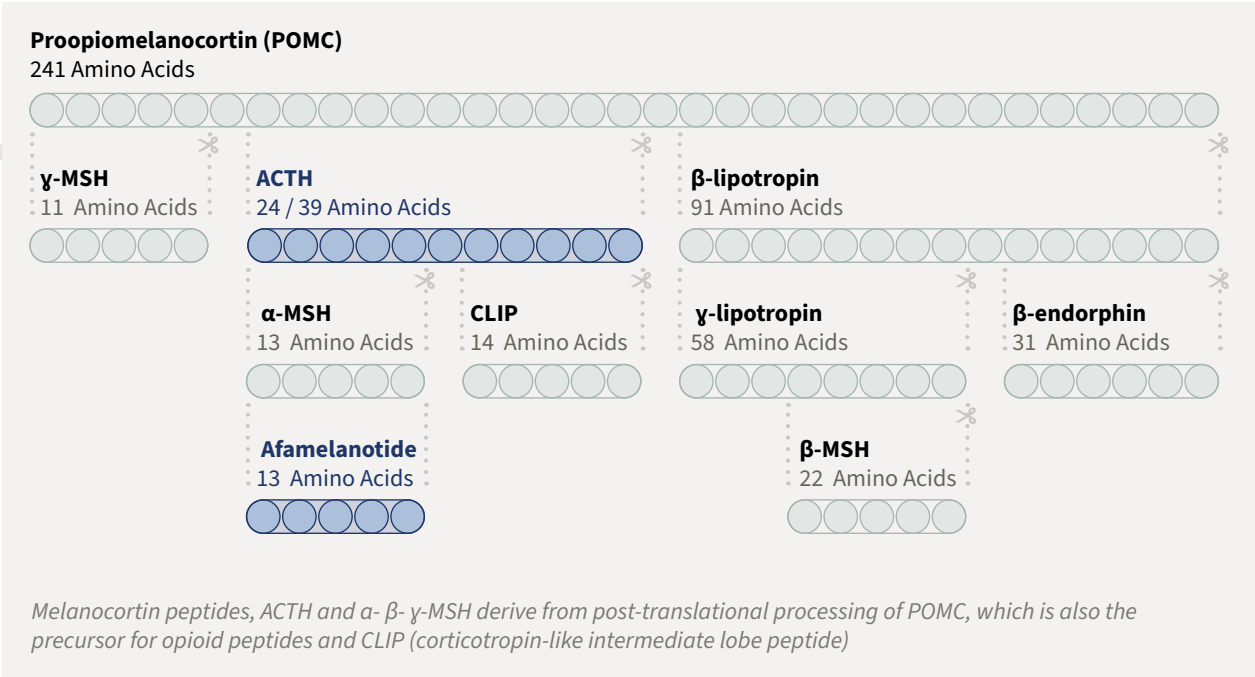 Proopiomelanocortin (POMC)
241 Amino Acids
ɣ-MSH
11 Amino Acids
ACTH
24 / 39 Amino Acids
β-lipotropin
91 Amino Acids
α-MSH
13 Amino Acids
CLIP
14 Amino Acids
ɣ-lipotropin
58 Amino Acids
β-endorphin
31 Amino Acids
Afamelanotide
13 Amino Acids
β-MSH
22 Amino Acids
Melanocortin peptides, ACTH and α- β- ɣ-MSH derive from post-translational processing of POMC, which is also the
precursor for opioid peptides and CLIP (corticotropin-like intermediate lobe peptide)